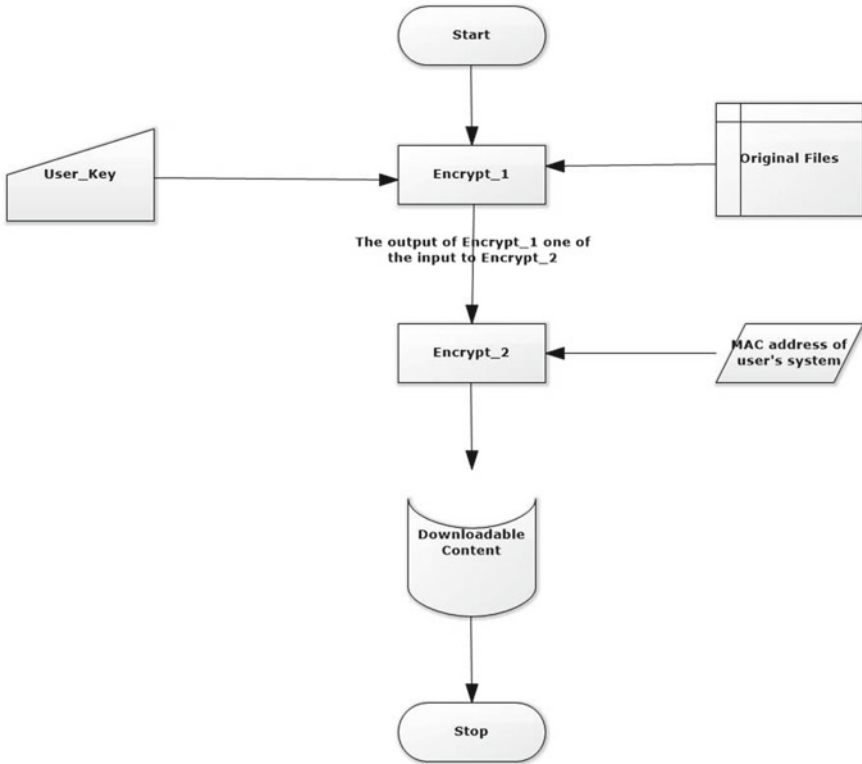 Start
User_Key
Encrypt_1
Original Files
The output of Encrypt_1 one of
the input to Encrypt_2
Encrypt_2
MAC address of
user's system
Downloadable
Content
Stop